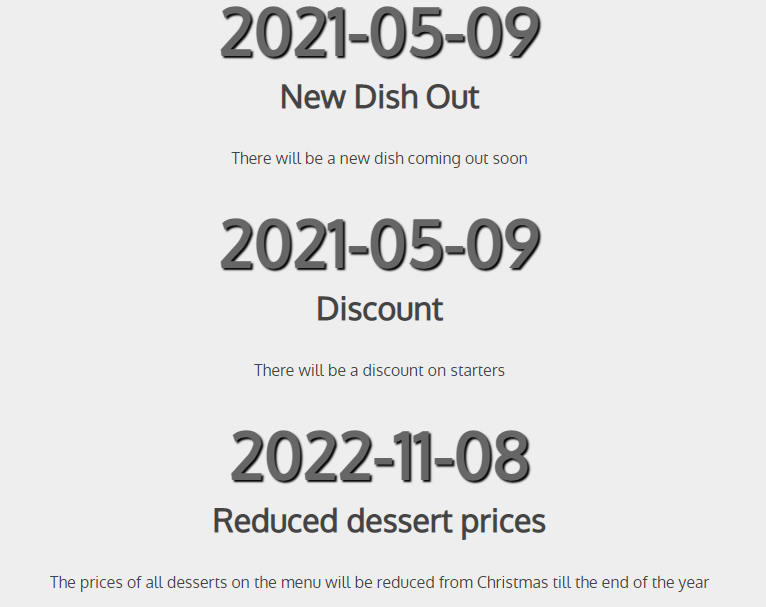 2021-05-09
New Dish Out
There will be a new dish coming out soon
2021-05-09
Discount
There will be a discount on starters
2022-11-08
Reduced dessert prices
The prices of all desserts on the menu will be reduced from Christmas till the end of the year